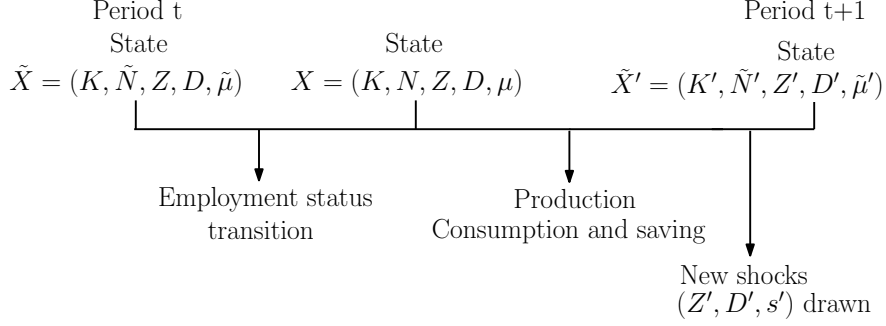 Period t
State
X̃ = (K, Ñ, Z, D, μ̃)
State
X = (K, N, Z, D, μ)
Period t+1
State
X̃′ = (K′, Ñ′, Z′, D′, μ̃′)
Employment status
transition
Production
Consumption and saving
New shocks
(Z′, D′, s′) drawn